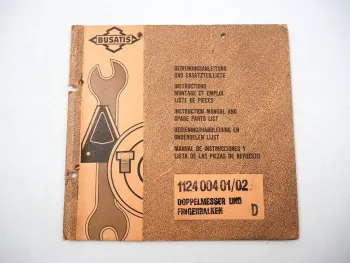 BUSATIS
BEDIENUNGSANLEITUNG
UND ERSATZTEILLISTE
INSTRUCTIONS
MONTAGE ET EMPLOI
LISTE DE PIECES
INSTRUCTION MANUAL AND
SPARE PARTS LIST
BEDIENINGSHANDLEIDING EN
ONDERDELEN LIJST
MANUAL DE INSTRUCCIONES Y
LISTA DE LAS PIEZAS DE REPUESTO
1124 004 01/02
DOPPELMESSER UND
FINGERBALKEN D